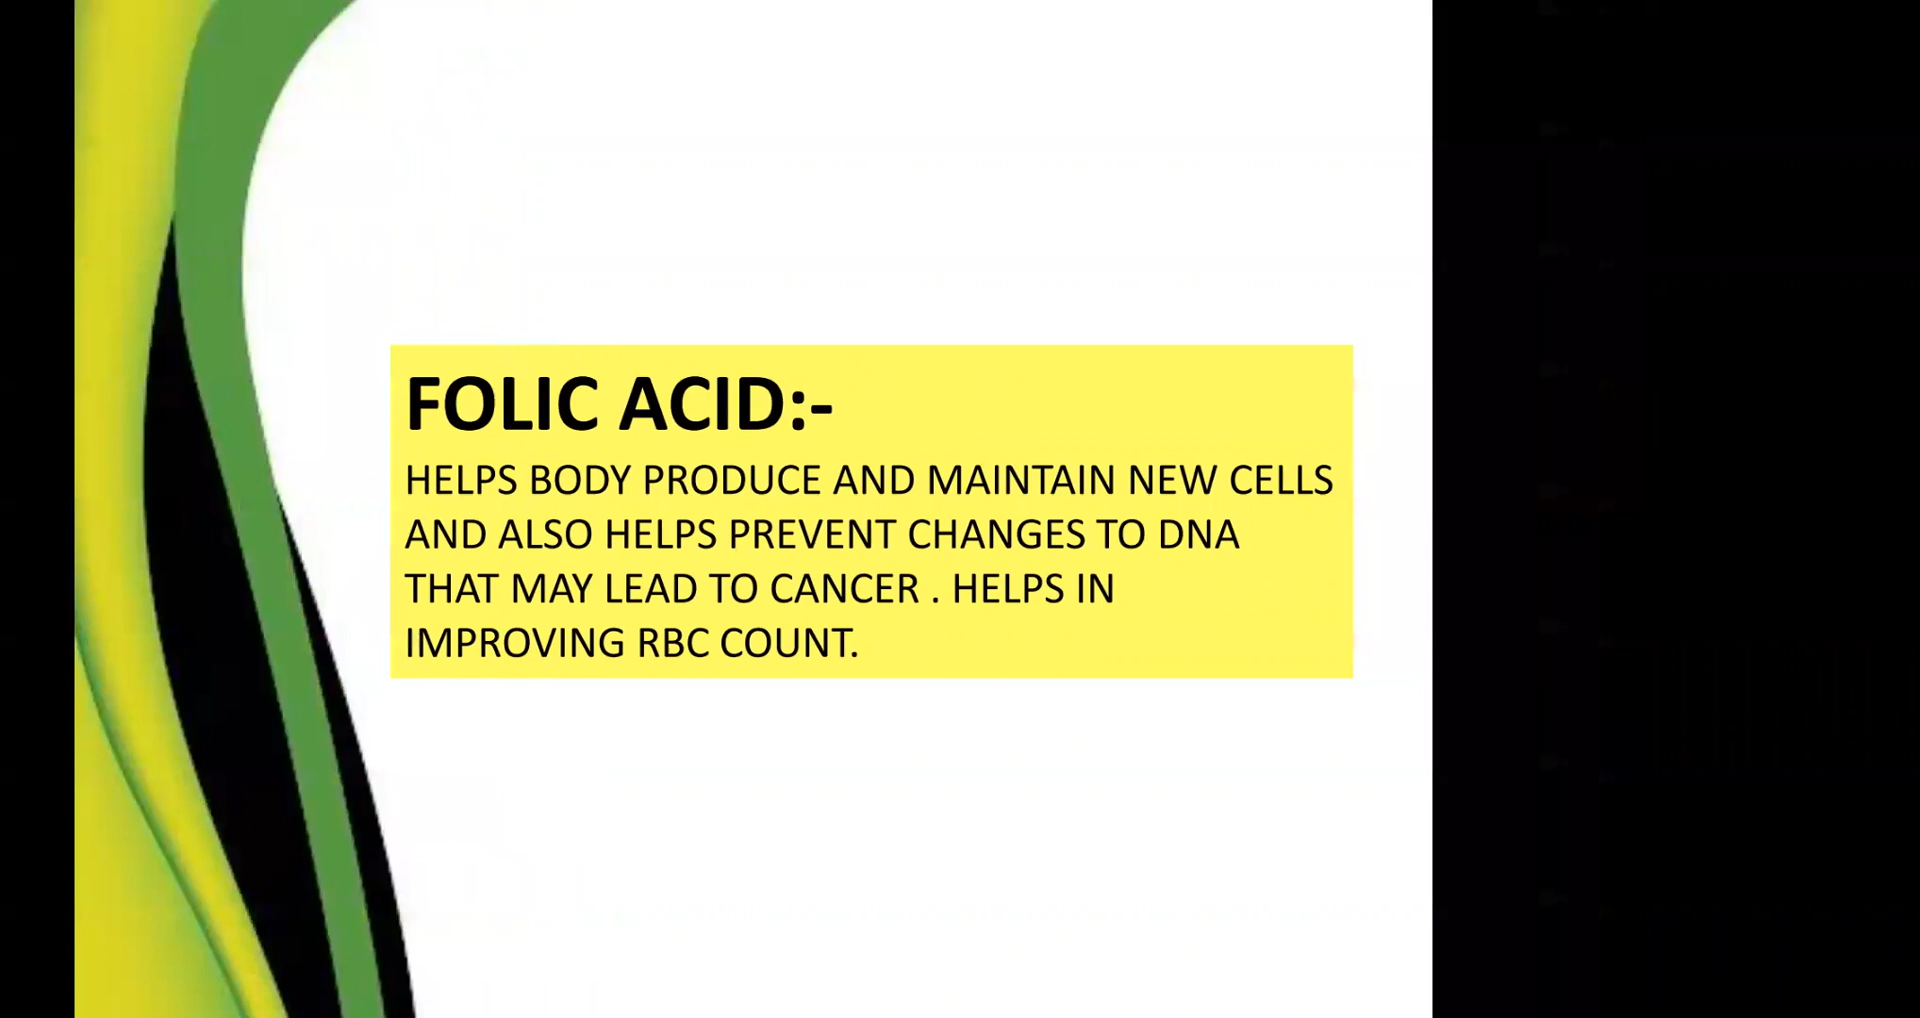 FOLIC ACID:-
HELPS BODY PRODUCE AND MAINTAIN NEW CELLS
AND ALSO HELPS PREVENT CHANGES TO DNA
THAT MAY LEAD TO CANCER . HELPS IN
IMPROVING RBC COUNT.